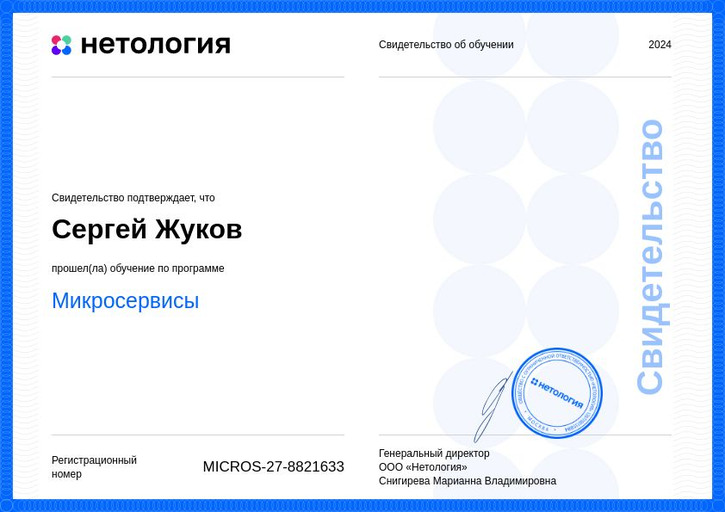 нетология
Свидетельство об обучении
2024
Свидетельство подтверждает, что
Сергей Жуков
прошел(ла) обучение по программе
Микросервисы
Свидетельство
нетология
МОСКВА
Регистрационный
номер
MICROS-27-8821633
Генеральный директор
ООО «Нетология»
Снигирева Марианна Владимировна